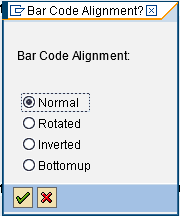 Bar Code Alignment?
Bar Code Alignment:
Normal
Rotated
Inverted
Bottomup